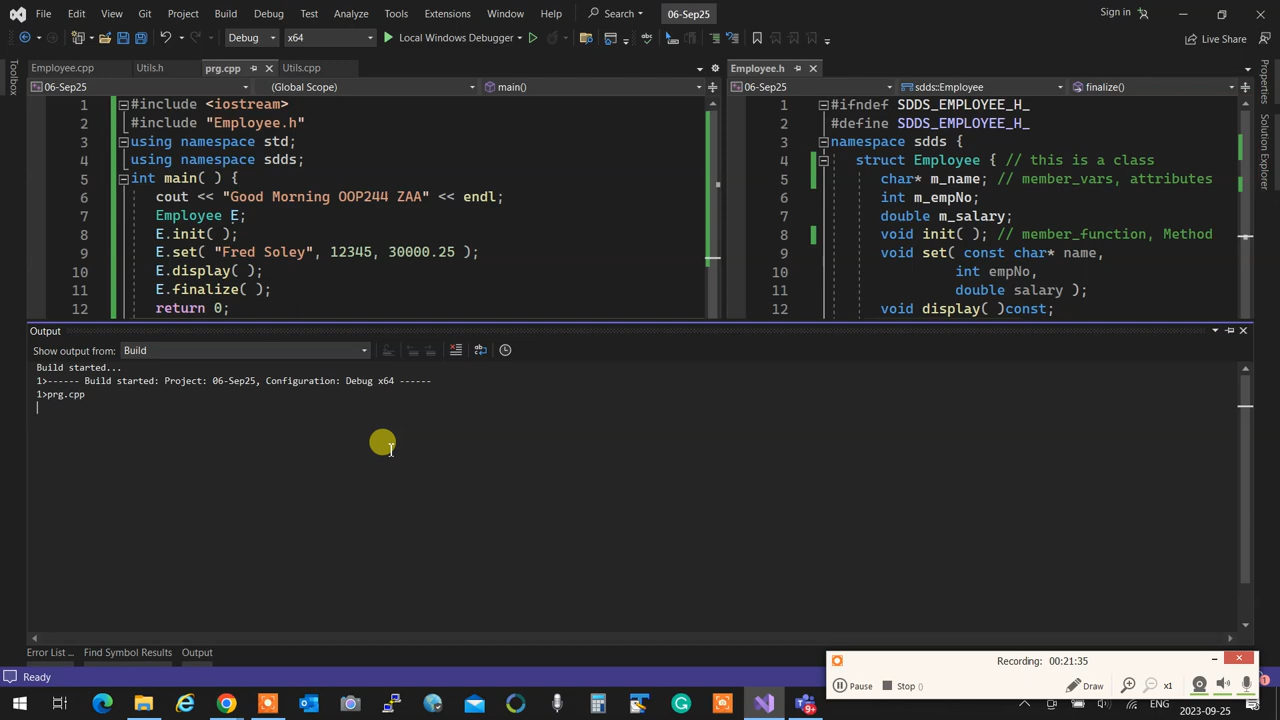 File Edit View Git Project Build Debug Test Analyze Tools Extensions Window Help Search 06-Sep25 Sign in
Debug x64 Local Windows Debugger Live Share
Employee.cpp Utils.h prg.cpp Utils.cpp Employee.h
06-Sep25 (Global Scope) main() 06-Sep25 sdds::Employee finalize()
Toolbox
Properties
Solution Explorer
1 #include <iostream>
2 #include "Employee.h"
3 using namespace std;
4 using namespace sdds;
5 int main( ) {
6 cout << "Good Morning OOP244 ZAA" << endl;
7 Employee E;
8 E.init( );
9 E.set( "Fred Soley", 12345, 30000.25 );
10 E.display( );
11 E.finalize( );
12 return 0;
1 #ifndef SDDS_EMPLOYEE_H_
2 #define SDDS_EMPLOYEE_H_
3 namespace sdds {
4 struct Employee { // this is a class
5 char* m_name; // member_vars, attributes
6 int m_empNo;
7 double m_salary;
8 void init( ); // member_function, Method
9 void set( const char* name,
10 int empNo,
11 double salary );
12 void display( )const;
Output
Show output from: Build
Build started...
1>------ Build started: Project: 06-Sep25, Configuration: Debug x64 ------
1>prg.cpp
Error List ... Find Symbol Results Output
Ready
Recording: 00:21:35
Pause Stop () Draw x1
1
9+
ENG
2023-09-25